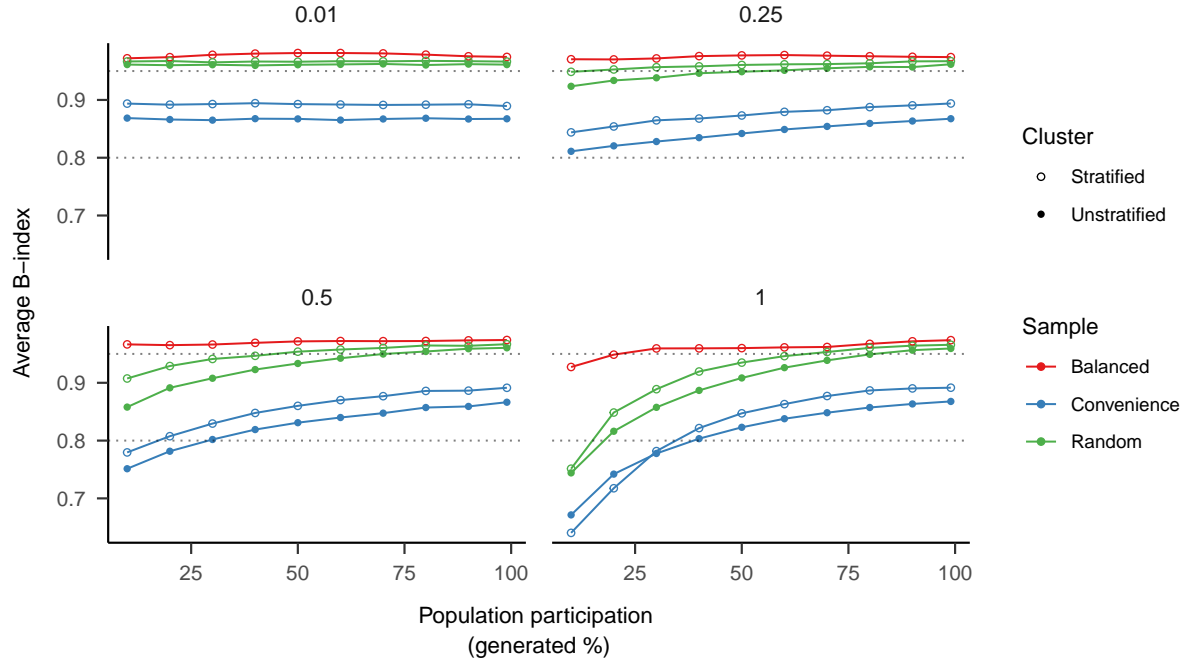 0.01
0.25
0.9
0.8
0.7
0.5
1
0.9
0.8
0.7
25
50
75
100
25
50
75
100
Average B−index
Population participation
(generated %)
Cluster
Stratified
Unstratified
Sample
Balanced
Convenience
Random